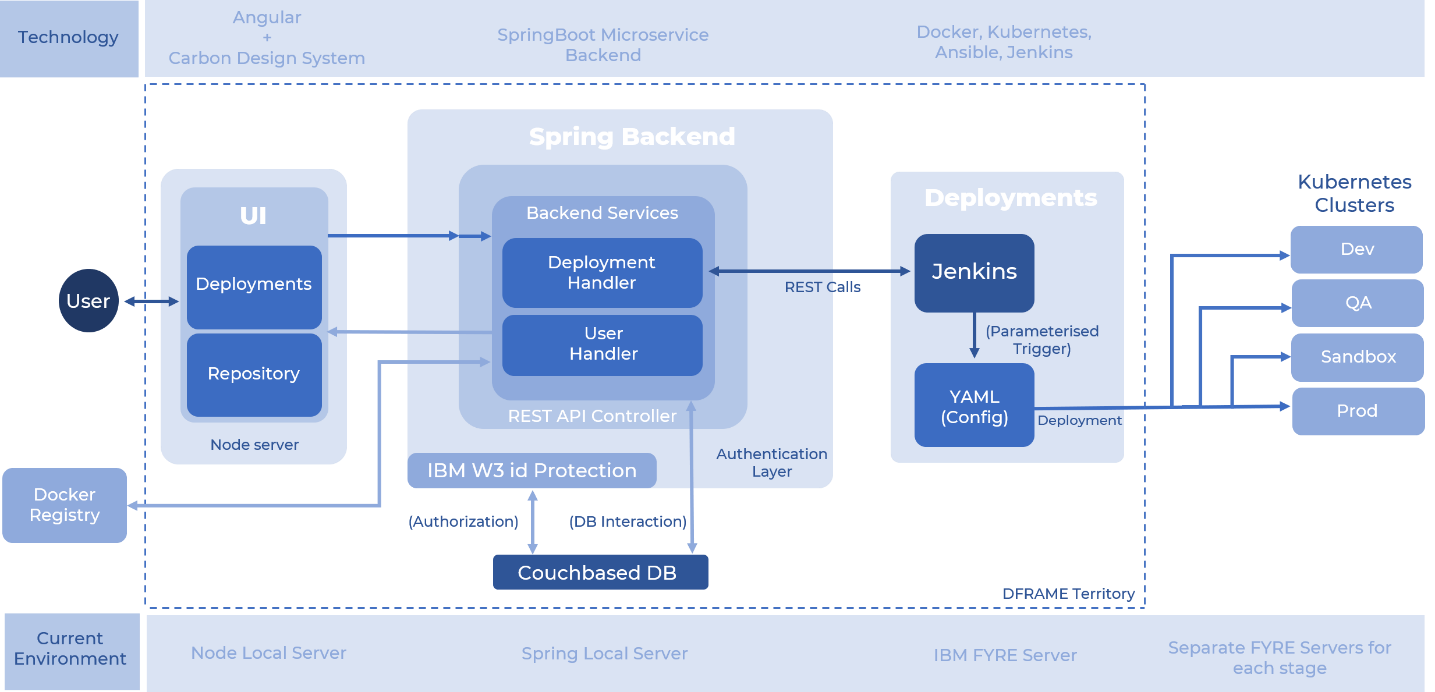 Technology
Angular
+
Carbon Design System
SpringBoot Microservice
Backend
Docker, Kubernetes,
Ansible, Jenkins
Spring Backend
UI
Deployments
Repository
Node server
Backend Services
Deployment
Handler
User
Handler
REST API Controller
IBM W3 id Protection
Authentication
Layer
User
Docker
Registry
(Authorization)
(DB Interaction)
Couchbased DB
REST Calls
Deployments
Jenkins
(Parameterised
Trigger)
YAML
(Config)
Deployment
Kubernetes
Clusters
Dev
QA
Sandbox
Prod
DFRAME Territory
Current
Environment
Node Local Server
Spring Local Server
IBM FYRE Server
Separate FYRE Servers for
each stage